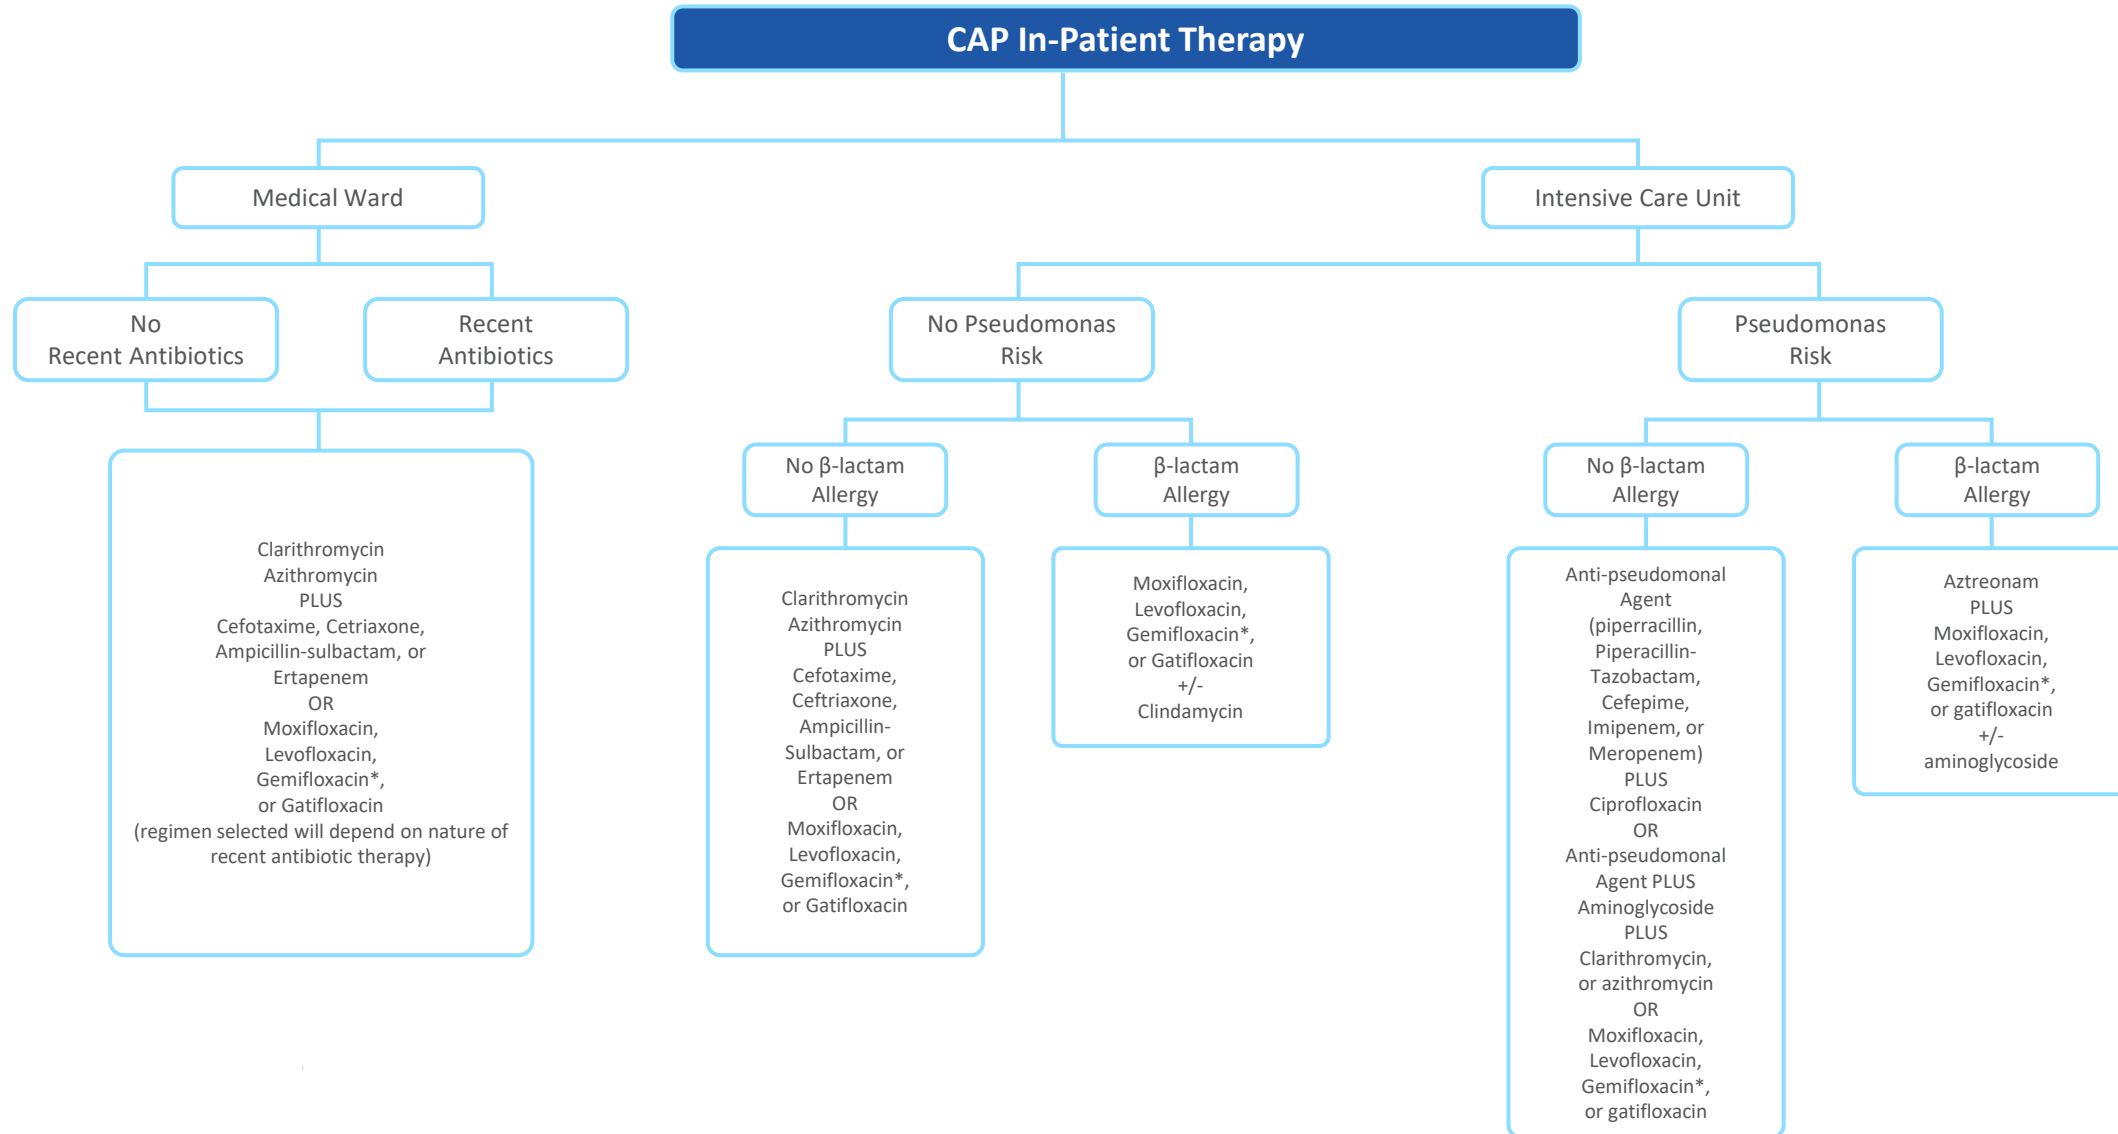 CAP In-Patient Therapy
Medical Ward
Intensive Care Unit
No
Recent Antibiotics
Recent
Antibiotics
No Pseudomonas
Risk
Pseudomonas
Risk
No β-lactam
Allergy
β-lactam
Allergy
No β-lactam
Allergy
β-lactam
Allergy
Clarithromycin
Azithromycin
PLUS
Cefotaxime, Cetriaxone,
Ampicillin-sulbactam, or
Ertapenem
OR
Moxifloxacin,
Levofloxacin,
Gemifloxacin*,
or Gatifloxacin
(regimen selected will depend on nature of
recent antibiotic therapy)
Clarithromycin
Azithromycin
PLUS
Cefotaxime,
Ceftriaxone,
Ampicillin-
Sulbactam, or
Ertapenem
OR
Moxifloxacin,
Levofloxacin,
Gemifloxacin*,
or Gatifloxacin
Moxifloxacin,
Levofloxacin,
Gemifloxacin*,
or Gatifloxacin
+/-
Clindamycin
Anti-pseudomonal
Agent
(piperracillin,
Piperacillin-
Tazobactam,
Cefepime,
Imipenem, or
Meropenem)
PLUS
Ciprofloxacin
OR
Anti-pseudomonal
Agent PLUS
Aminoglycoside
PLUS
Clarithromycin,
or azithromycin
OR
Moxifloxacin,
Levofloxacin,
Gemifloxacin*,
or gatifloxacin
Aztreonam
PLUS
Moxifloxacin,
Levofloxacin,
Gemifloxacin*,
or gatifloxacin
+/-
aminoglycoside